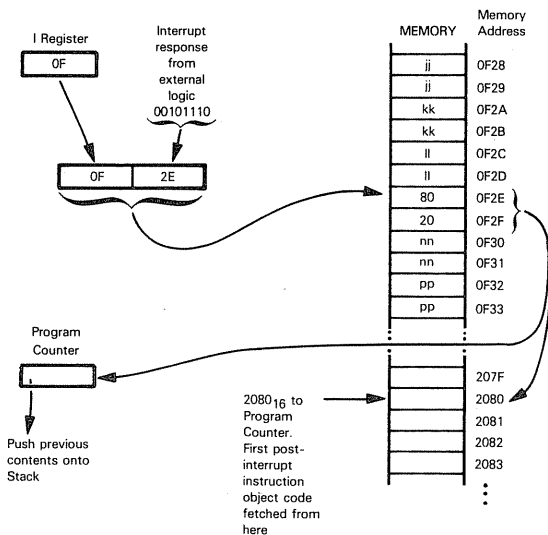 I Register
0F
Interrupt
response
from
external
logic
00101110
0F
2E
MEMORY
Memory
Address
jj
0F28
jj
0F29
kk
0F2A
kk
0F2B
ll
0F2C
ll
0F2D
80
0F2E
20
0F2F
nn
0F30
nn
0F31
pp
0F32
pp
0F33
Program
Counter
Push previous
contents onto
Stack
2080₁₆ to
Program
Counter.
First post-
interrupt
instruction
object code
fetched from
here
207F
2080
2081
2082
2083